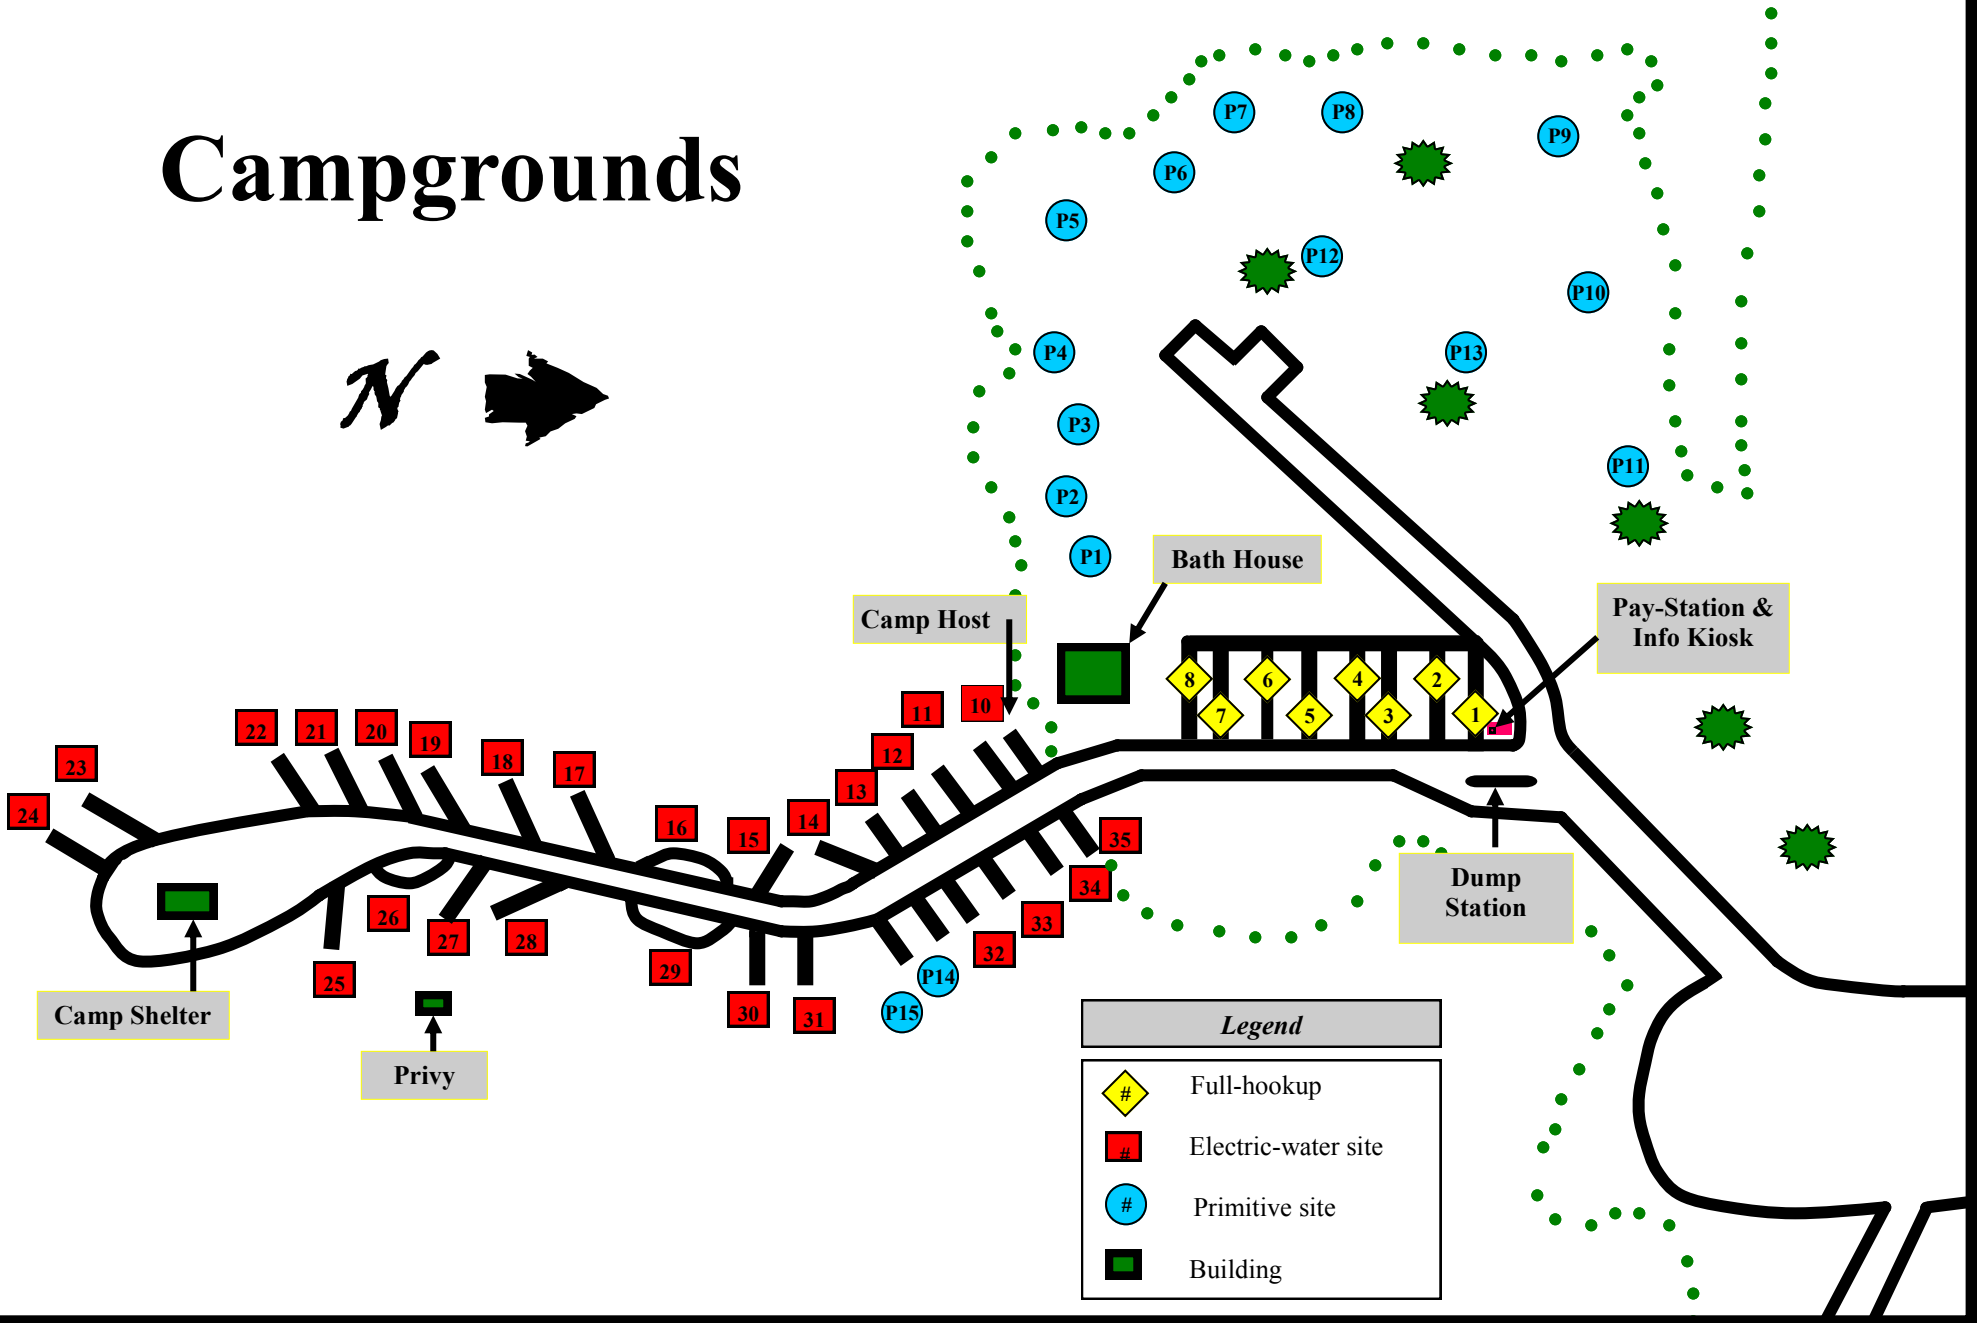 Campgrounds
N
P7
P8
P9
P6
P5
P12
P10
P4
P13
P3
P11
P2
P1
Bath House
Camp Host
Pay-Station &
Info Kiosk
8
6
4
2
7
5
3
1
10
11
12
13
14
15
16
17
18
19
20
21
22
23
24
35
34
33
32
P14
P15
31
30
29
28
27
26
25
Dump
Station
Camp Shelter
Privy
Legend
# Full-hookup
# Electric-water site
# Primitive site
Building